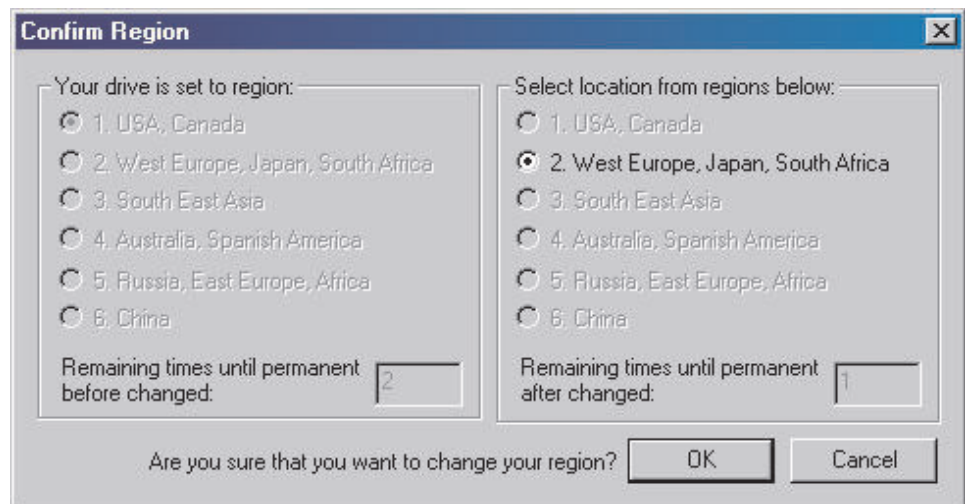 Confirm Region
Your drive is set to region:
1. USA, Canada
2. West Europe, Japan, South Africa
3. South East Asia
4. Australia, Spanish America
5. Russia, East Europe, Africa
6. China
Remaining times until permanent
before changed:
2
Select location from regions below:
1. USA, Canada
2. West Europe, Japan, South Africa
3. South East Asia
4. Australia, Spanish America
5. Russia, East Europe, Africa
6. China
Remaining times until permanent
after changed:
1
Are you sure that you want to change your region?
OK
Cancel